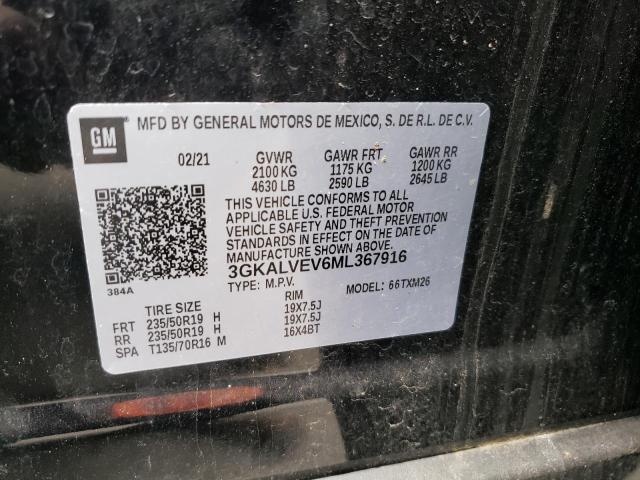 GM
MFD BY GENERAL MOTORS DE MEXICO, S. DE R.L. DE C.V.
02/21 GVWR GAWR FRT GAWR RR
2100 KG 1175 KG 1200 KG
4630 LB 2590 LB 2645 LB
THIS VEHICLE CONFORMS TO ALL
APPLICABLE U.S. FEDERAL MOTOR
VEHICLE SAFETY AND THEFT
PREVENTION STANDARDS IN
EFFECT ON THE DATE OF
MANUFACTURE SHOWN ABOVE.
3GKALVEV6ML367916
384A
TYPE: M.P.V. MODEL: 66TXM26
TIRE SIZE RIM
FRT 235/50R19 H 19X7.5J
RR 235/50R19 H 19X7.5J
SPA T135/70R16 M 16X4BT